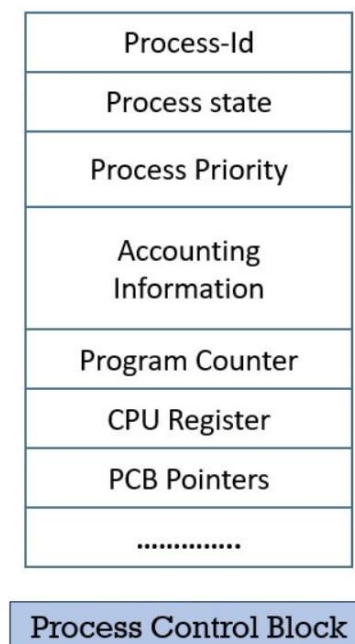 Process-Id
Process state
Process Priority
Accounting
Information
Program Counter
CPU Register
PCB Pointers
..............
Process Control Block